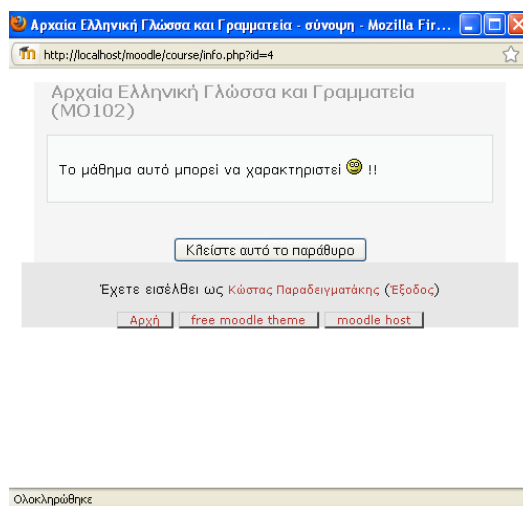 Αρχαία Ελληνική Γλώσσα και Γραμματεία - σύνοψη - Mozilla Fir...
http://localhost/moodle/course/info.php?id=4
Αρχαία Ελληνική Γλώσσα και Γραμματεία
(MO102)
Το μάθημα αυτό μπορεί να χαρακτηριστεί !!
Κλείστε αυτό το παράθυρο
Έχετε εισέλθει ως Κώστας Παραδειγματάκης (Έξοδος)
Αρχή free moodle theme moodle host
Ολοκληρώθηκε